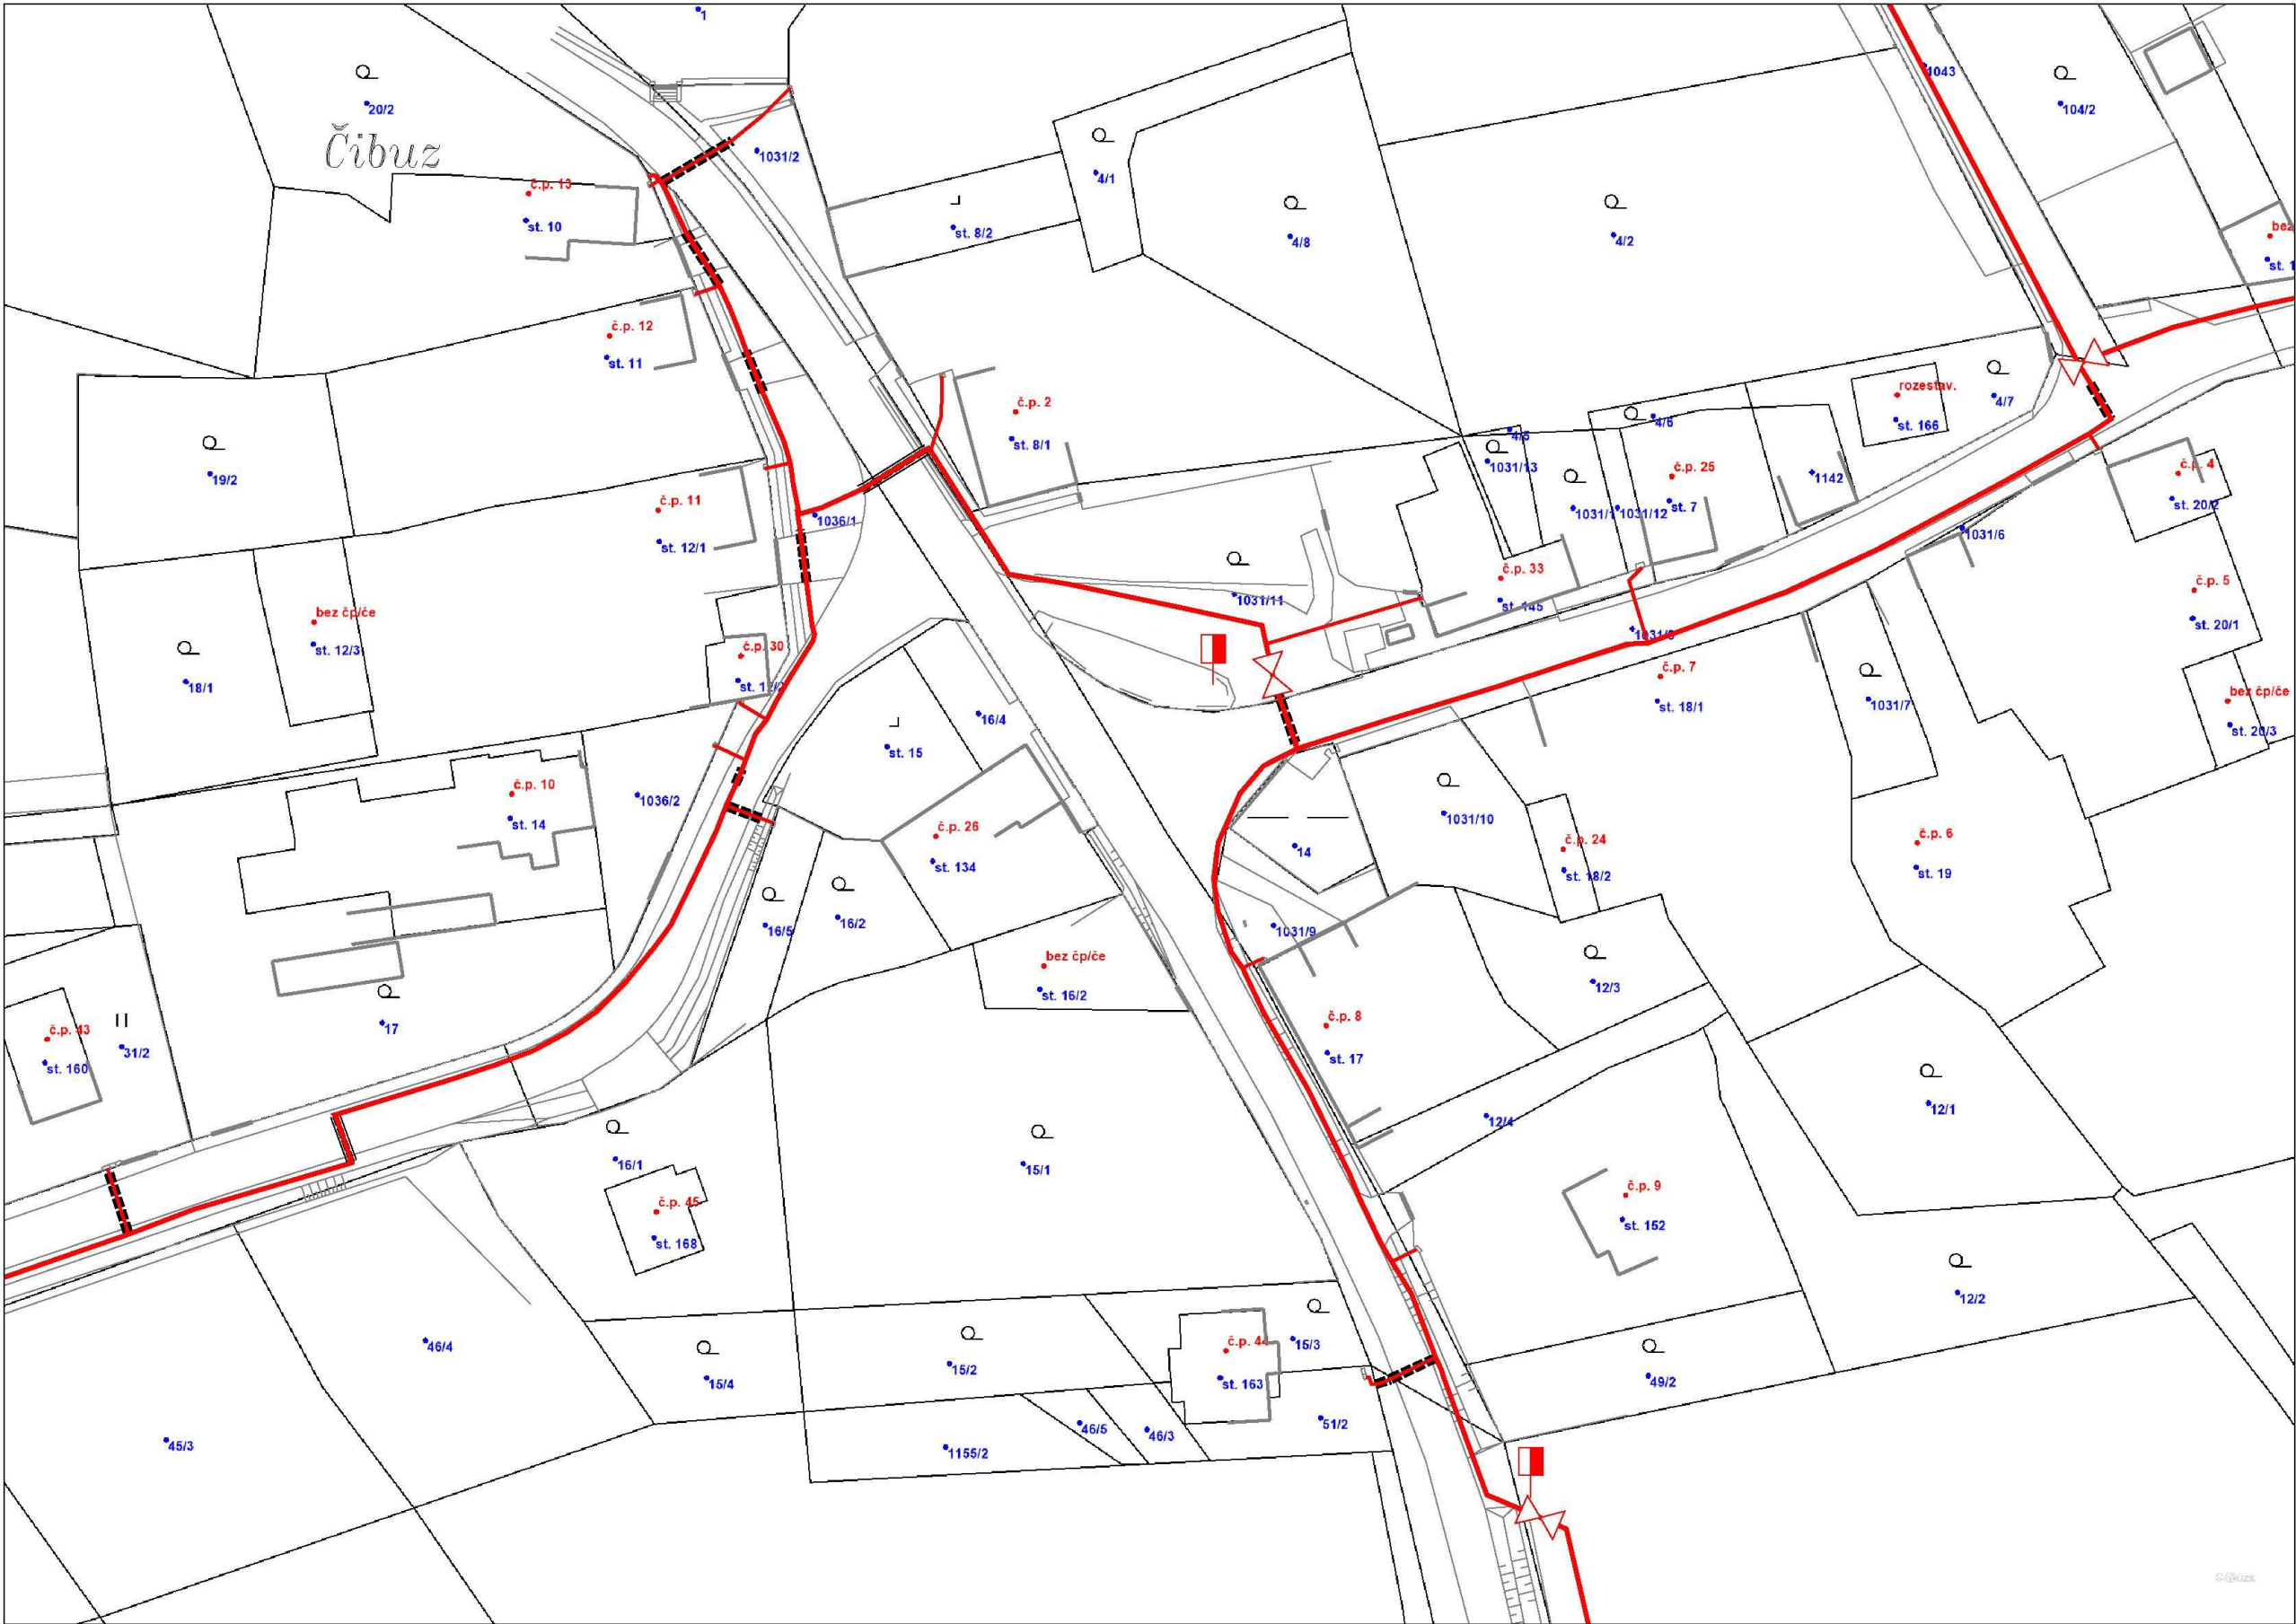 1
20/2
Čibuz
1043
104/2
1031/2
4/1
č.p. 13
st. 10
st. 8/2
4/8
4/2
bez
st. 1
č.p. 12
st. 11
č.p. 2
st. 8/1
rozestav.
4/7
st. 166
4/6
4/5
1031/13
č.p. 25
1142
č.p. 4
19/2
č.p. 11
1036/1
1031/1
1031/12
st. 7
st. 20/2
st. 12/1
1031/6
č.p. 33
č.p. 5
bez čp/če
1031/11
st. 145
st. 20/1
st. 12/3
č.p. 30
č.p. 7
18/1
1031/7
st. 18/1
bez čp/če
16/4
st. 15
st. 20/3
č.p. 10
1036/2
st. 14
č.p. 26
1031/10
14
č.p. 24
č.p. 6
st. 134
st. 18/2
st. 19
16/5
16/2
1031/9
bez čp/če
st. 16/2
12/3
č.p. 43
17
č.p. 8
31/2
st. 160
st. 17
12/1
12/4
16/1
15/1
č.p. 45
č.p. 9
st. 168
st. 152
12/2
46/4
č.p. 44
15/3
15/2
15/4
st. 163
49/2
45/3
46/5
46/3
51/2
1155/2